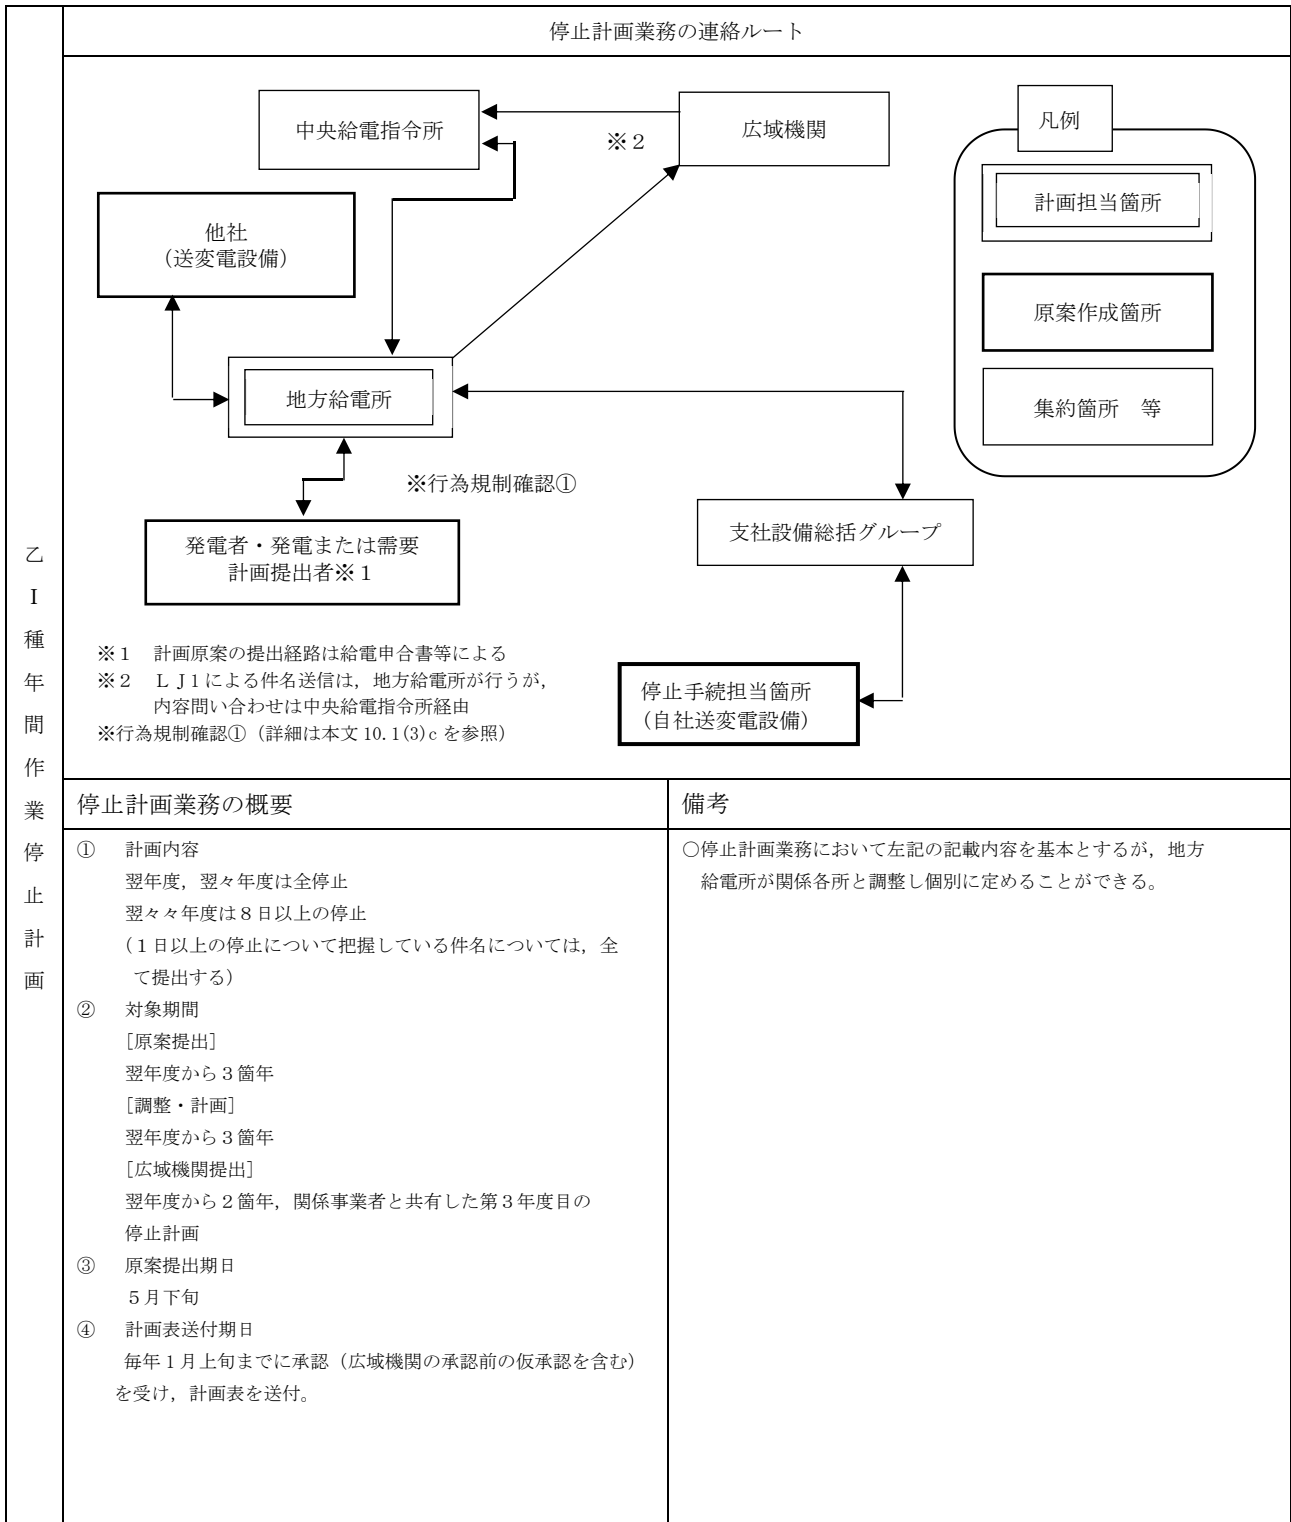 停止計画業務の連絡ルート
中央給電指令所
※2
広域機関
凡例
計画担当箇所
原案作成箇所
集約箇所 等
他社
(送変電設備)
地方給電所
※行為規制確認①
発電者・発電または需要
計画提出者※1
支社設備総括グループ
停止手続担当箇所
(自社送変電設備)
※1 計画原案の提出経路は給電申合書等による
※2 LJ1による件名送信は,地方給電所が行うが,
内容問い合わせは中央給電指令所経由
※行為規制確認①(詳細は本文 10.1(3)c を参照)
乙Ⅰ種年間作業停止計画
停止計画業務の概要
① 計画内容
翌年度,翌々年度は全停止
翌々々年度は8日以上の停止
(1日以上の停止について把握している件名については,全
て提出する)
② 対象期間
[原案提出]
翌年度から3箇年
[調整・計画]
翌年度から3箇年
[広域機関提出]
翌年度から2箇年,関係事業者と共有した第3年度目の
停止計画
③ 原案提出期日
5月下旬
④ 計画表送付期日
毎年1月上旬までに承認(広域機関の承認前の仮承認を含む)
を受け,計画表を送付。
備考
○停止計画業務において左記の記載内容を基本とするが,地方
給電所が関係各所と調整し個別に定めることができる。